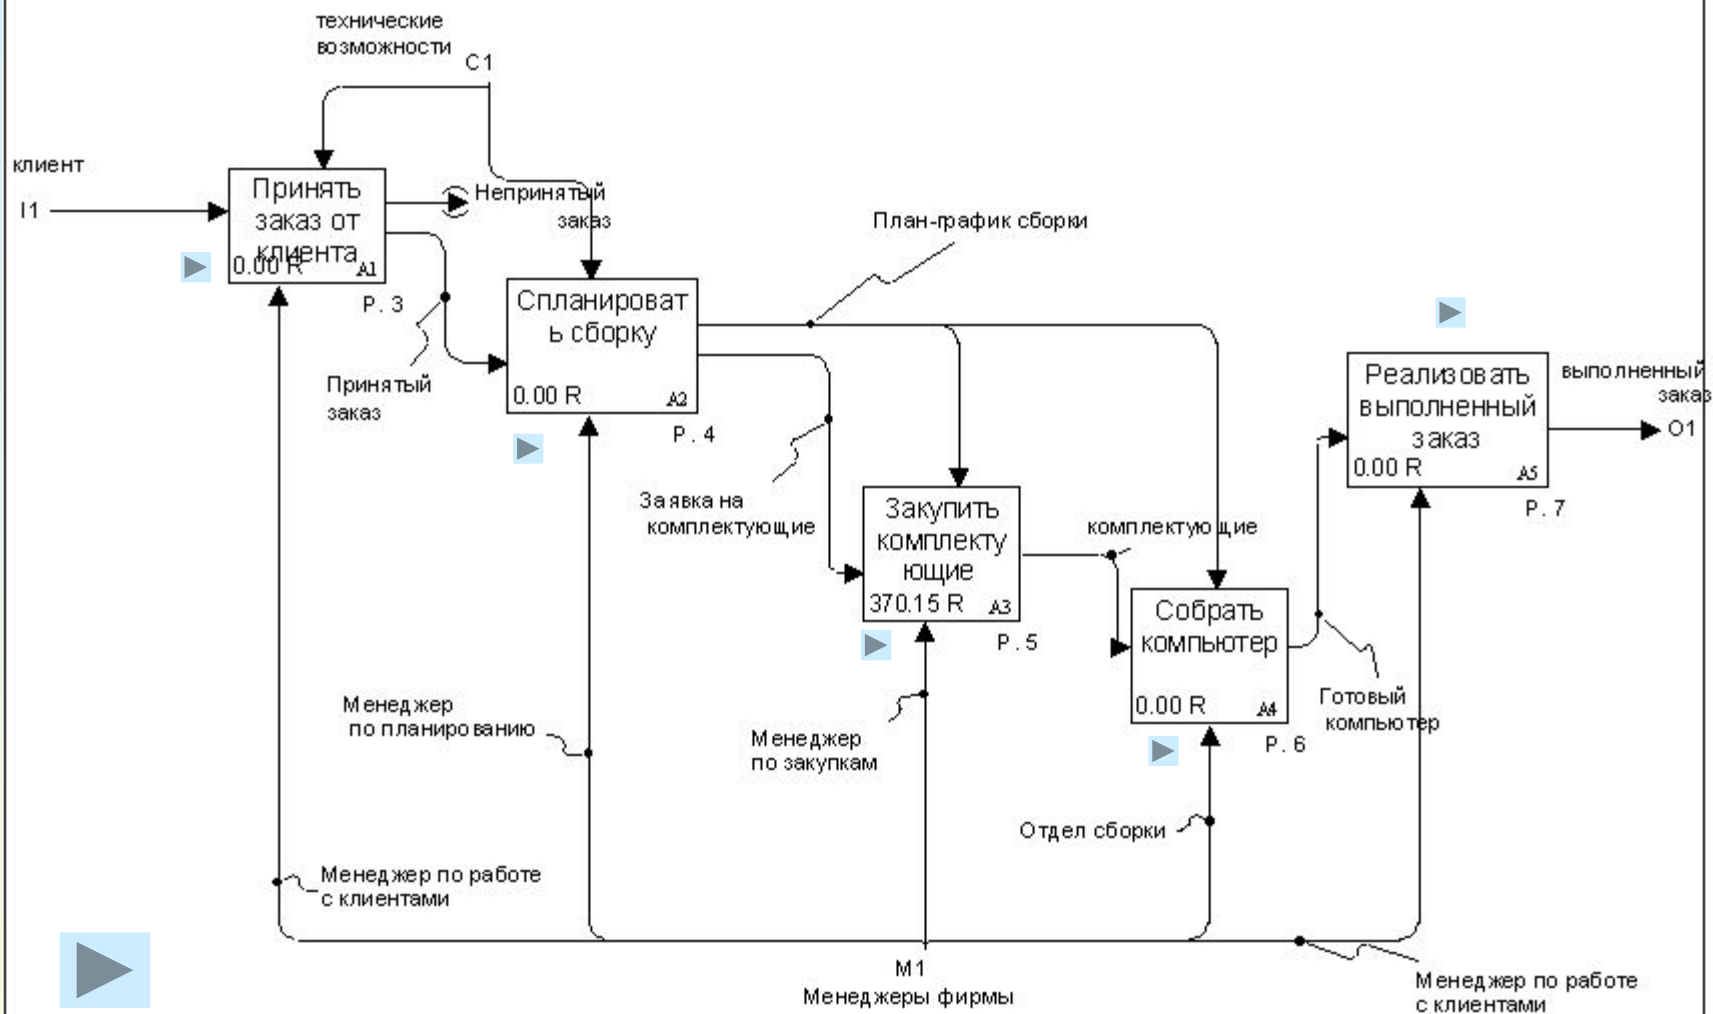 технические
возможности
C1
клиент
I1
Принять
заказ от
клиента
0.00 R
A1
P. 3
Непринятый
заказ
Принятый
заказ
План-график сборки
Спланироват
ь сборку
0.00 R
A2
P. 4
Заявка на
комплектующие
Закупить
комплекту
ющие
370.15 R
A3
P. 5
комплектующие
Собрать
компьютер
0.00 R
A4
P. 6
Реализовать
выполненный
заказ
0.00 R
A5
P. 7
выполненный
заказ
O1
Готовый
компьютер
Менеджер
по планированию
Менеджер
по закупкам
Отдел сборки
Менеджер по работе
с клиентами
M1
Менеджеры фирмы
Менеджер по работе
с клиентами